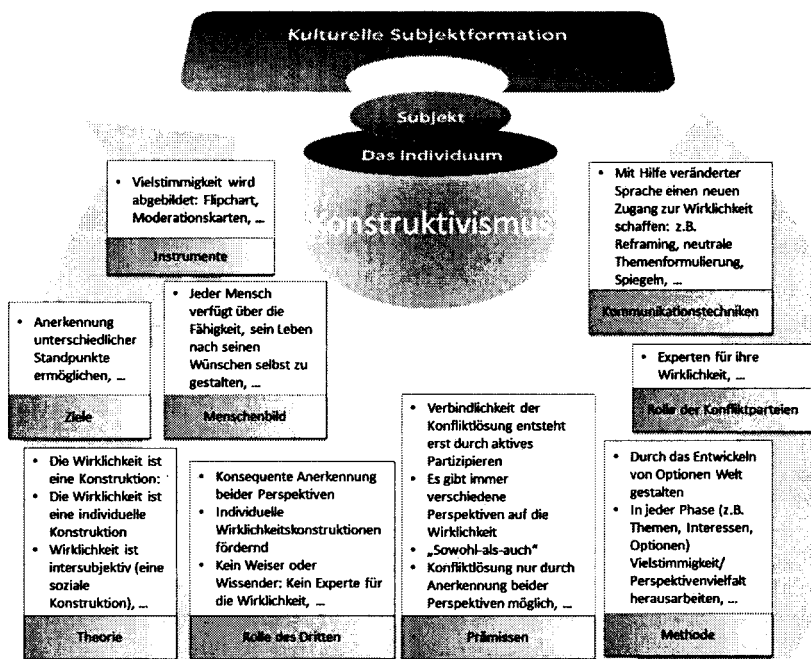 Kulturelle Subjektformation
Subjekt
Das Individuum
Konstruktivismus
• Vielstimmigkeit wird
abgebildet: Flipchart,
Moderationskarten, ...
Instrumente
• Mit Hilfe veränderter
Sprache einen neuen
Zugang zur Wirklichkeit
schaffen: z.B.
Reframing, neutrale
Themenformulierung,
Spiegeln, ...
Kommunikationstechniken
• Anerkennung
unterschiedlicher
Standpunkte
ermöglichen, ...
Ziele
• Jeder Mensch
verfügt über die
Fähigkeit, sein Leben
nach seinen
Wünschen selbst zu
gestalten, ...
Menschenbild
• Experten für ihre
Wirklichkeit, ...
Rolle der Konfliktparteien
• Die Wirklichkeit ist
eine Konstruktion:
• Die Wirklichkeit ist
eine individuelle
Konstruktion
• Wirklichkeit ist
intersubjektiv (eine
soziale
Konstruktion), ...
Theorie
• Konsequente Anerkennung
beider Perspektiven
• Individuelle
Wirklichkeitskonstruktionen
fördernd
• Kein Weiser oder
Wissender: Kein Experte für
die Wirklichkeit, ...
Rolle des Dritten
• Verbindlichkeit der
Konfliktlösung entsteht
erst durch aktives
Partizipieren
• Es gibt immer
verschiedene
Perspektiven auf die
Wirklichkeit
• „Sowohl-als-auch“
• Konfliktlösung nur durch
Anerkennung beider
Perspektiven möglich, ...
• Prämissen
• Durch das Entwickeln
von Optionen Welt
gestalten
• In jeder Phase (z.B.
Themen, Interessen,
Optionen)
Vielstimmigkeit/
Perspektivenvielfalt
herausarbeiten, ...
Methode